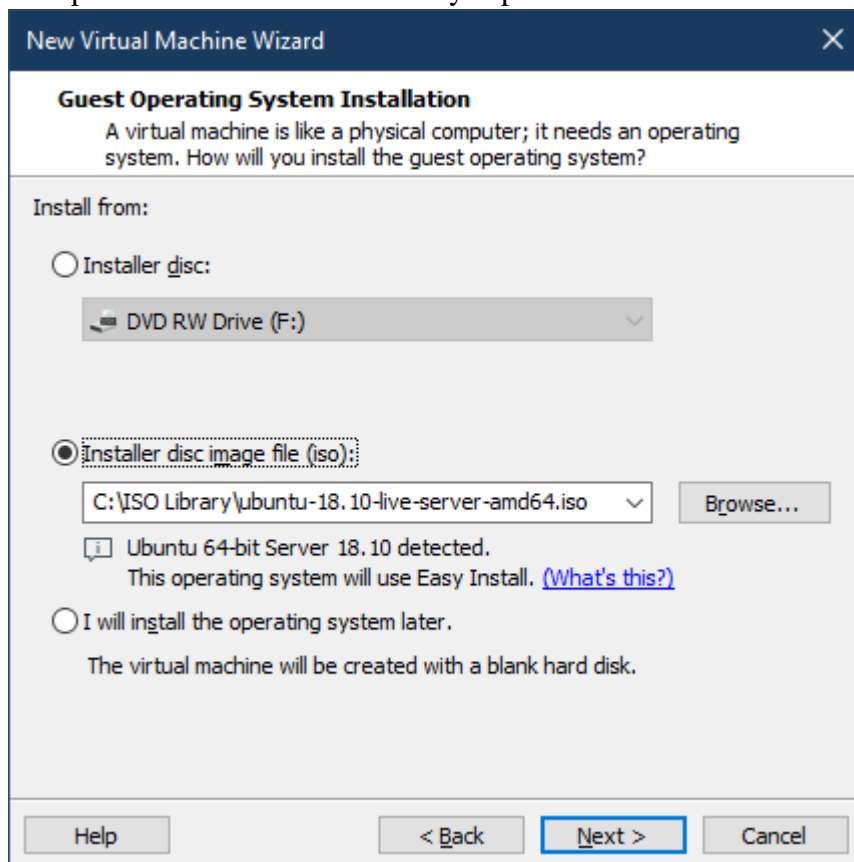 New Virtual Machine Wizard
Guest Operating System Installation
A virtual machine is like a physical computer; it needs an operating
system. How will you install the guest operating system?
Install from:
Installer disc:
DVD RW Drive (F:)
Installer disc image file (iso):
C:\ISO Library\ubuntu-18.10-live-server-amd64.iso
Browse...
Ubuntu 64-bit Server 18.10 detected.
This operating system will use Easy Install. (What's this?)
I will install the operating system later.
The virtual machine will be created with a blank hard disk.
Help < Back Next > Cancel